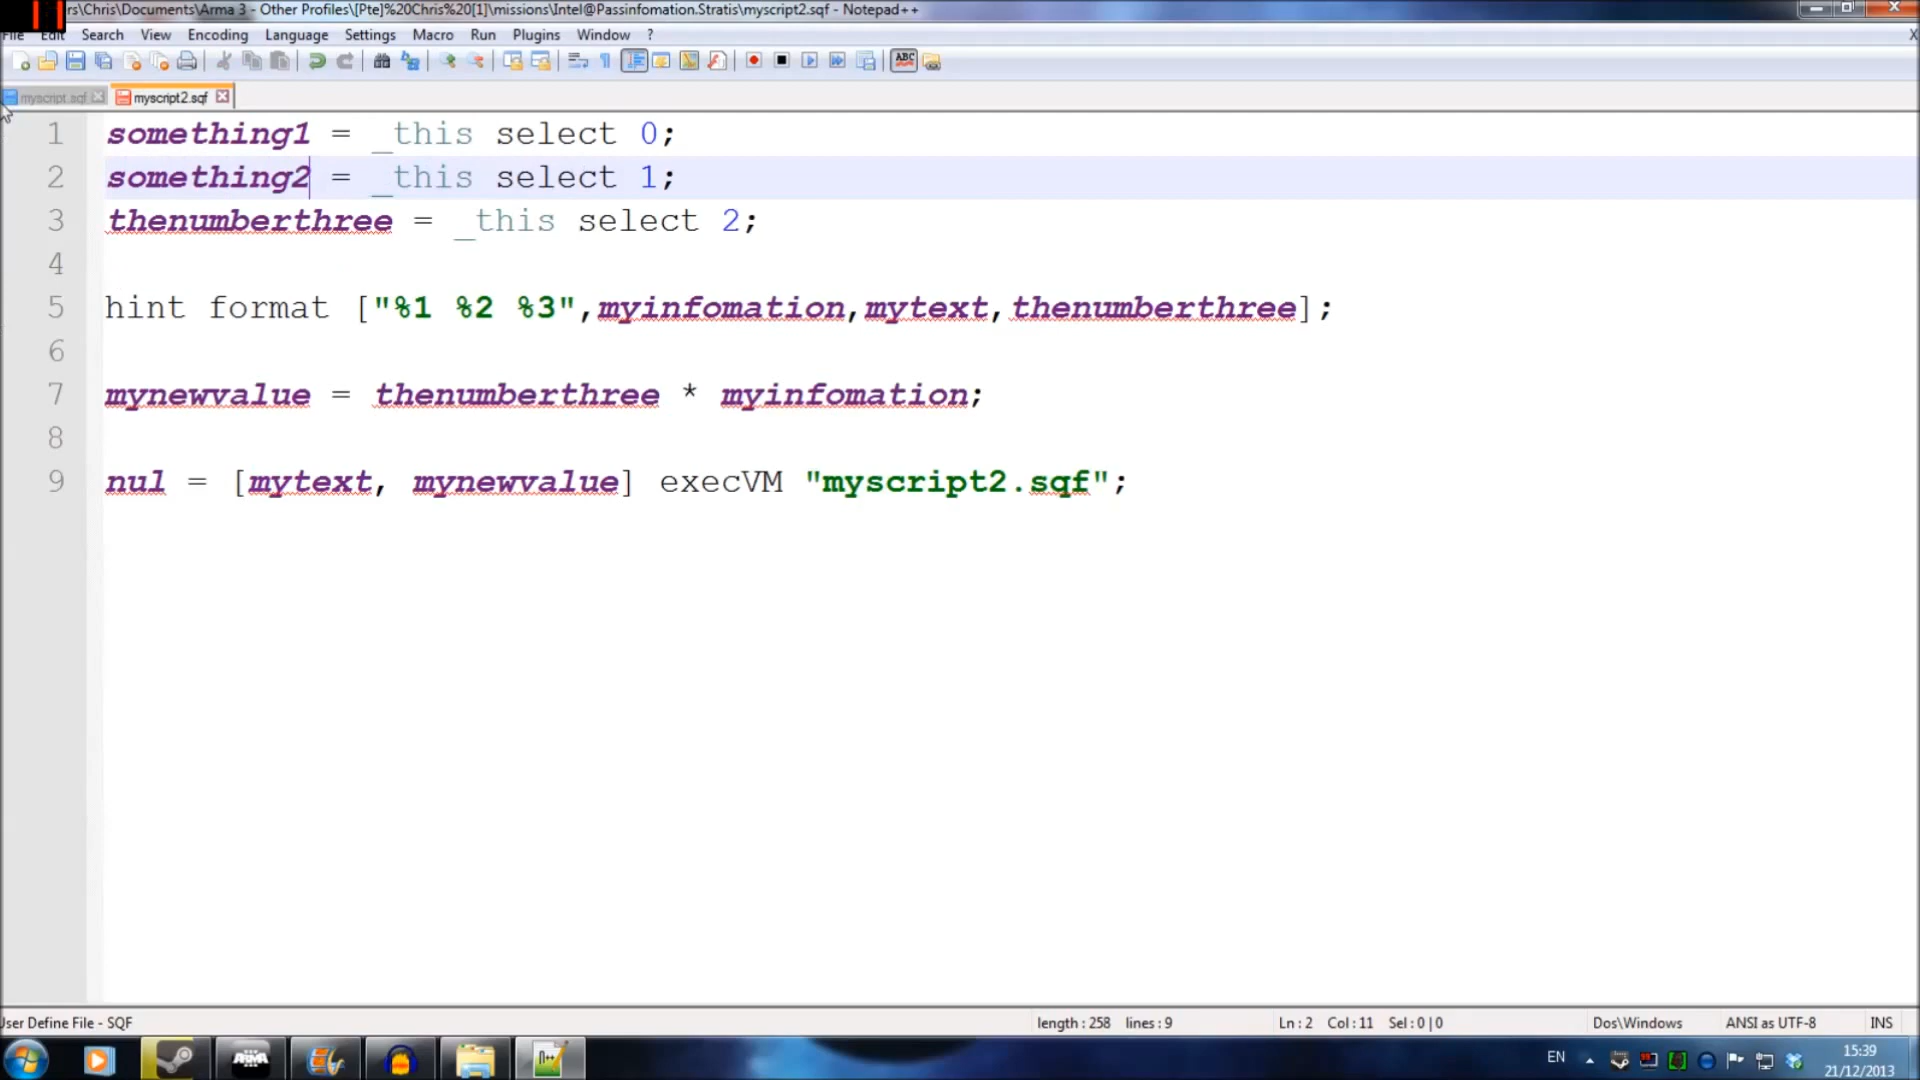 rs\Chris\Documents\Arma 3 - Other Profiles\[Pte]%20Chris%20[1]\missions\Intel@Passinfomation.Stratis\myscript2.sqf - Notepad++
File Edit Search View Encoding Language Settings Macro Run Plugins Window ? X
ABC
myscript.sqf myscript2.sqf
1 something1 = _this select 0;
2 something2 = _this select 1;
3 thenumberthree = _this select 2;
4
5 hint format ["%1 %2 %3",myinfomation,mytext,thenumberthree];
6
7 mynewvalue = thenumberthree * myinfomation;
8
9 nul = [mytext, mynewvalue] execVM "myscript2.sqf";
User Define File - SQF length : 258 lines : 9 Ln : 2 Col : 11 Sel : 0 | 0 Dos\Windows ANSI as UTF-8 INS
ARMA EN 15:39
21/12/2013